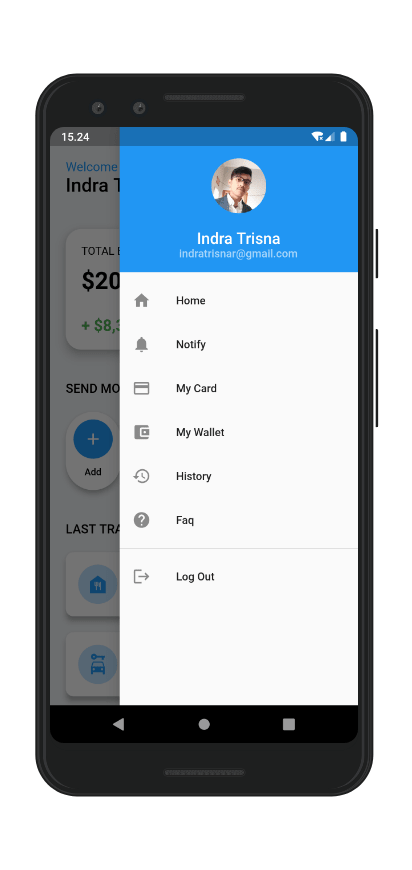 15.24
Welcome
Indra T
Indra Trisna
indratrisnar@gmail.com
TOTAL B
$20
+ $8,3
SEND MO
Add
LAST TRA
Home
Notify
My Card
My Wallet
History
Faq
Log Out